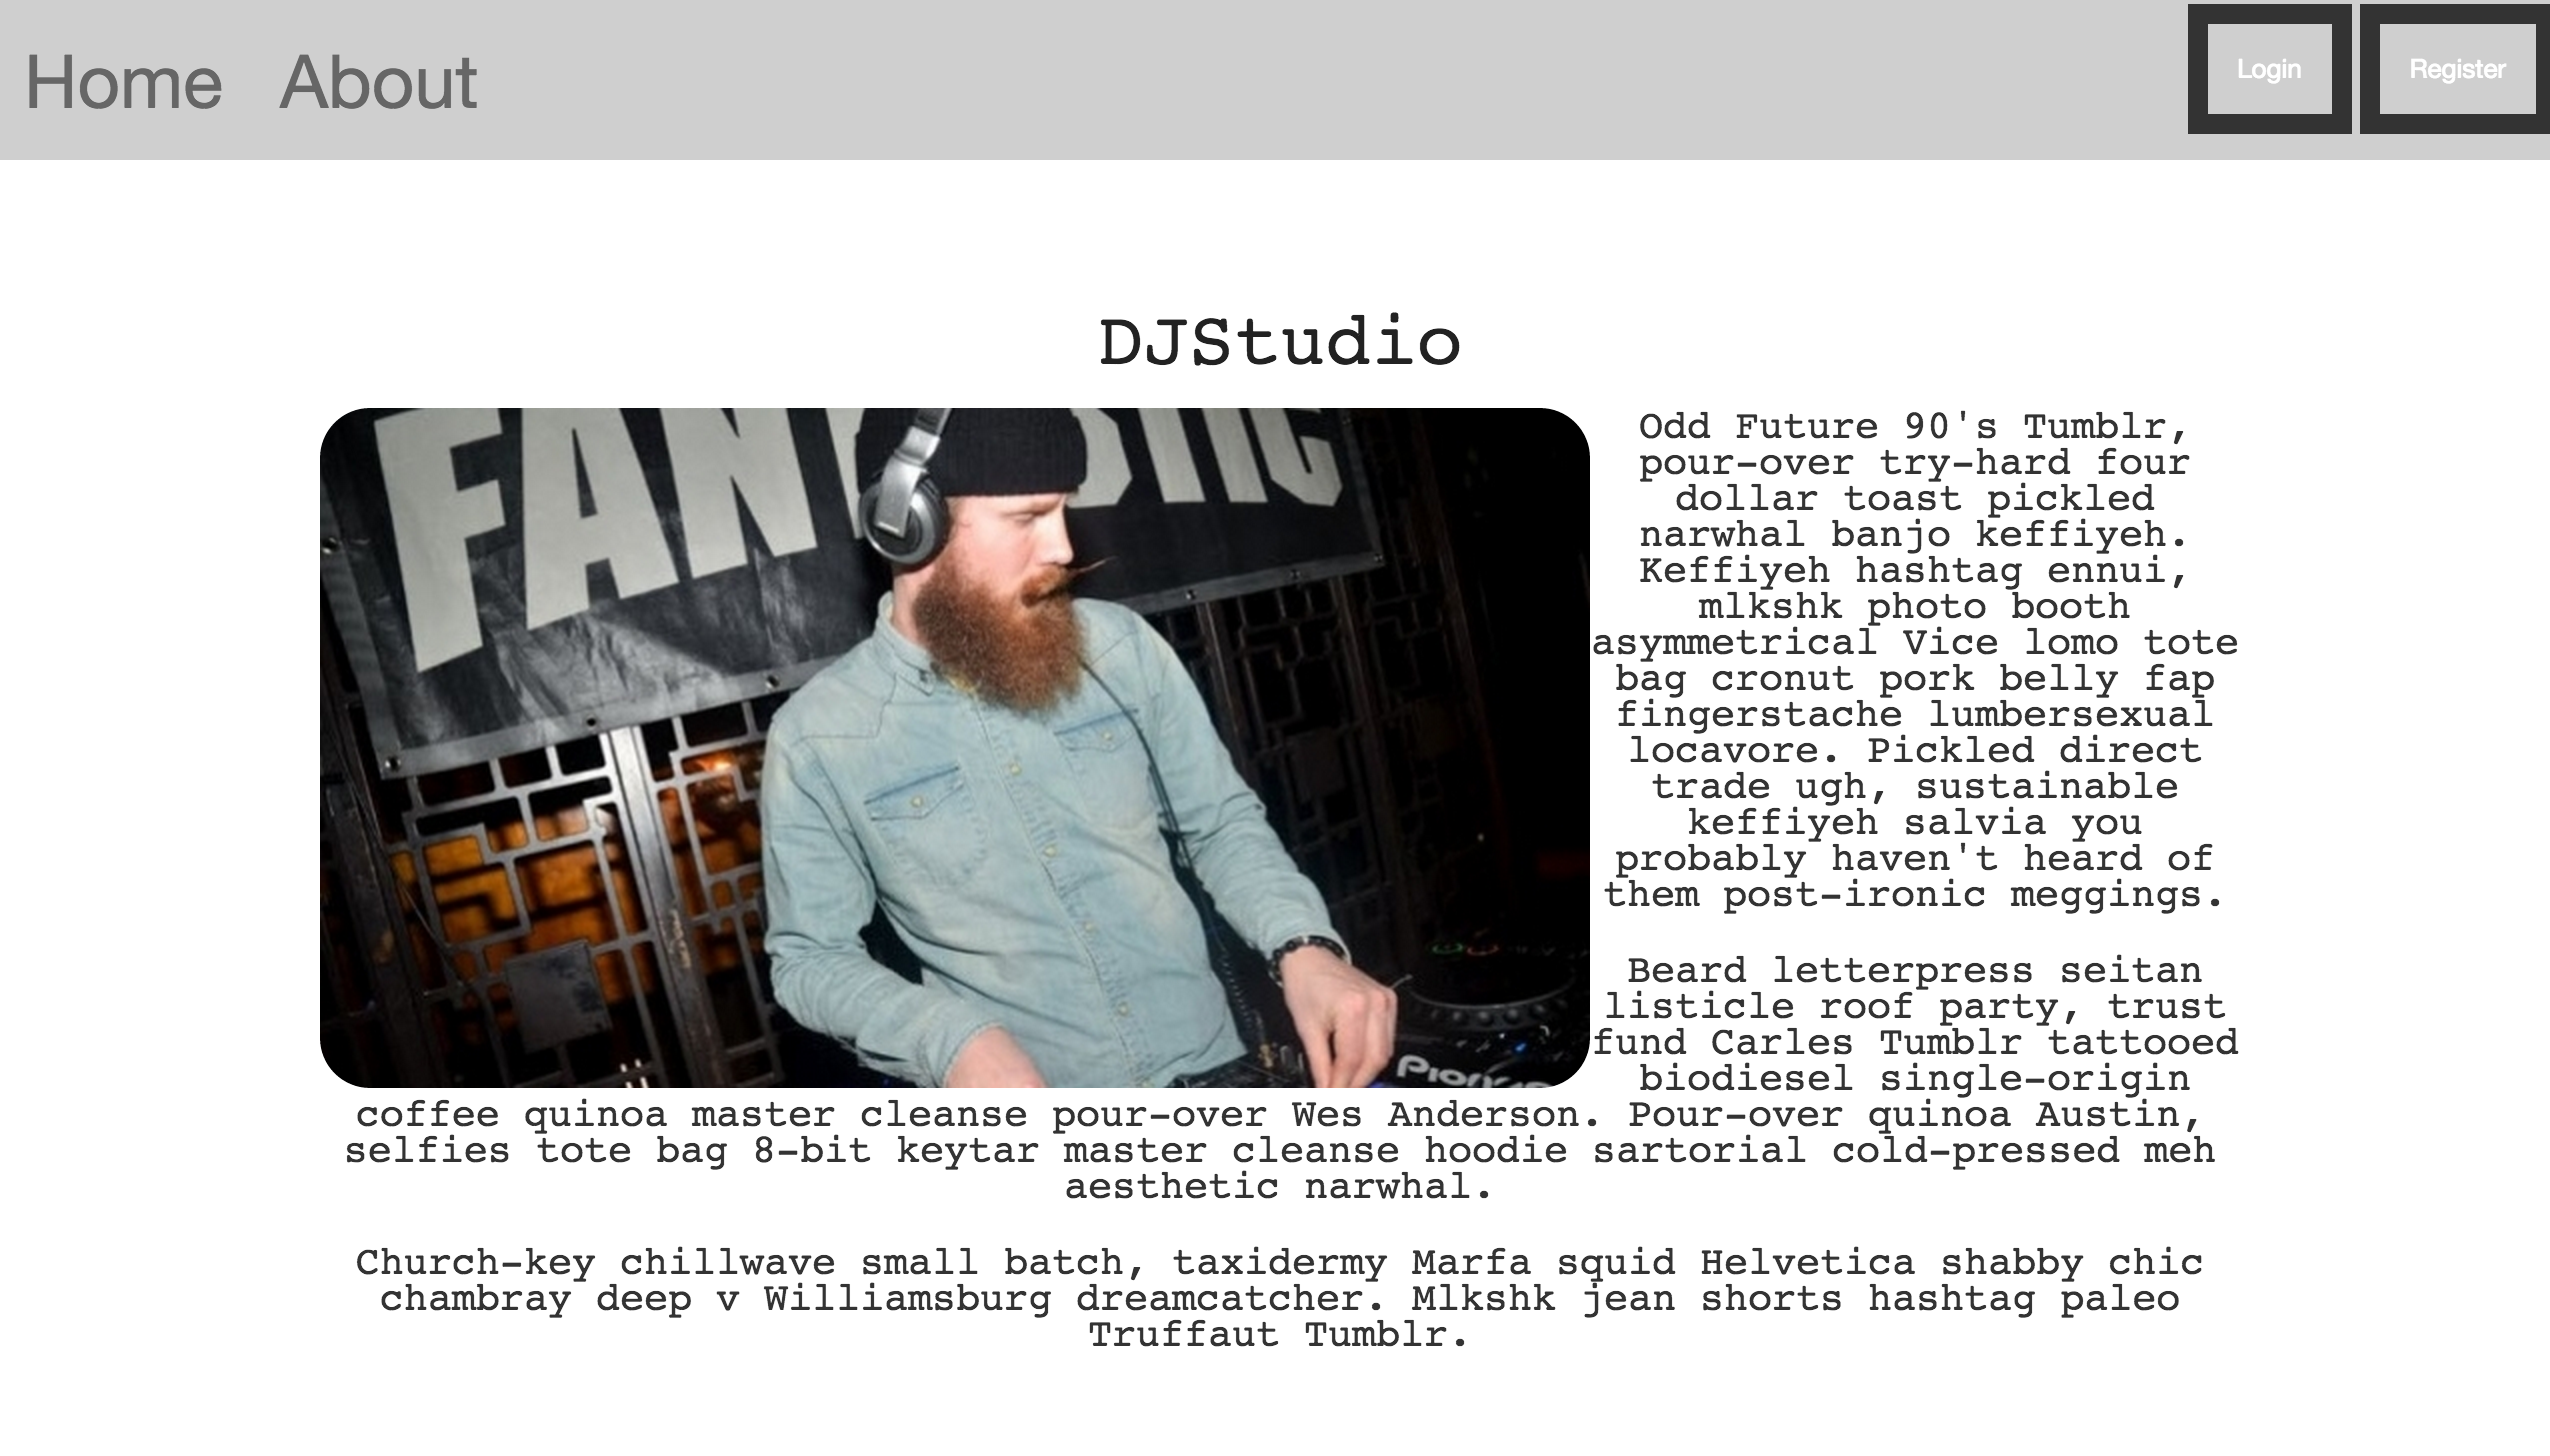 Home About
Login
Register
DJStudio
FANTASTIC
Odd Future 90's Tumblr,
pour-over try-hard four
dollar toast pickled
narwhal banjo keffiyeh.
Keffiyeh hashtag ennui,
mlkshk photo booth
asymmetrical Vice lomo tote
bag cronut pork belly fap
fingerstache lumbersexual
locavore. Pickled direct
trade ugh, sustainable
keffiyeh salvia you
probably haven't heard of
them post-ironic meggings.
Beard letterpress seitan
listicle roof party, trust
fund Carles Tumblr tattooed
biodiesel single-origin
Pioneer
coffee quinoa master cleanse pour-over Wes Anderson. Pour-over quinoa Austin,
selfies tote bag 8-bit keytar master cleanse hoodie sartorial cold-pressed meh
aesthetic narwhal.
Church-key chillwave small batch, taxidermy Marfa squid Helvetica shabby chic
chambray deep v Williamsburg dreamcatcher. Mlkshk jean shorts hashtag paleo
Truffaut Tumblr.